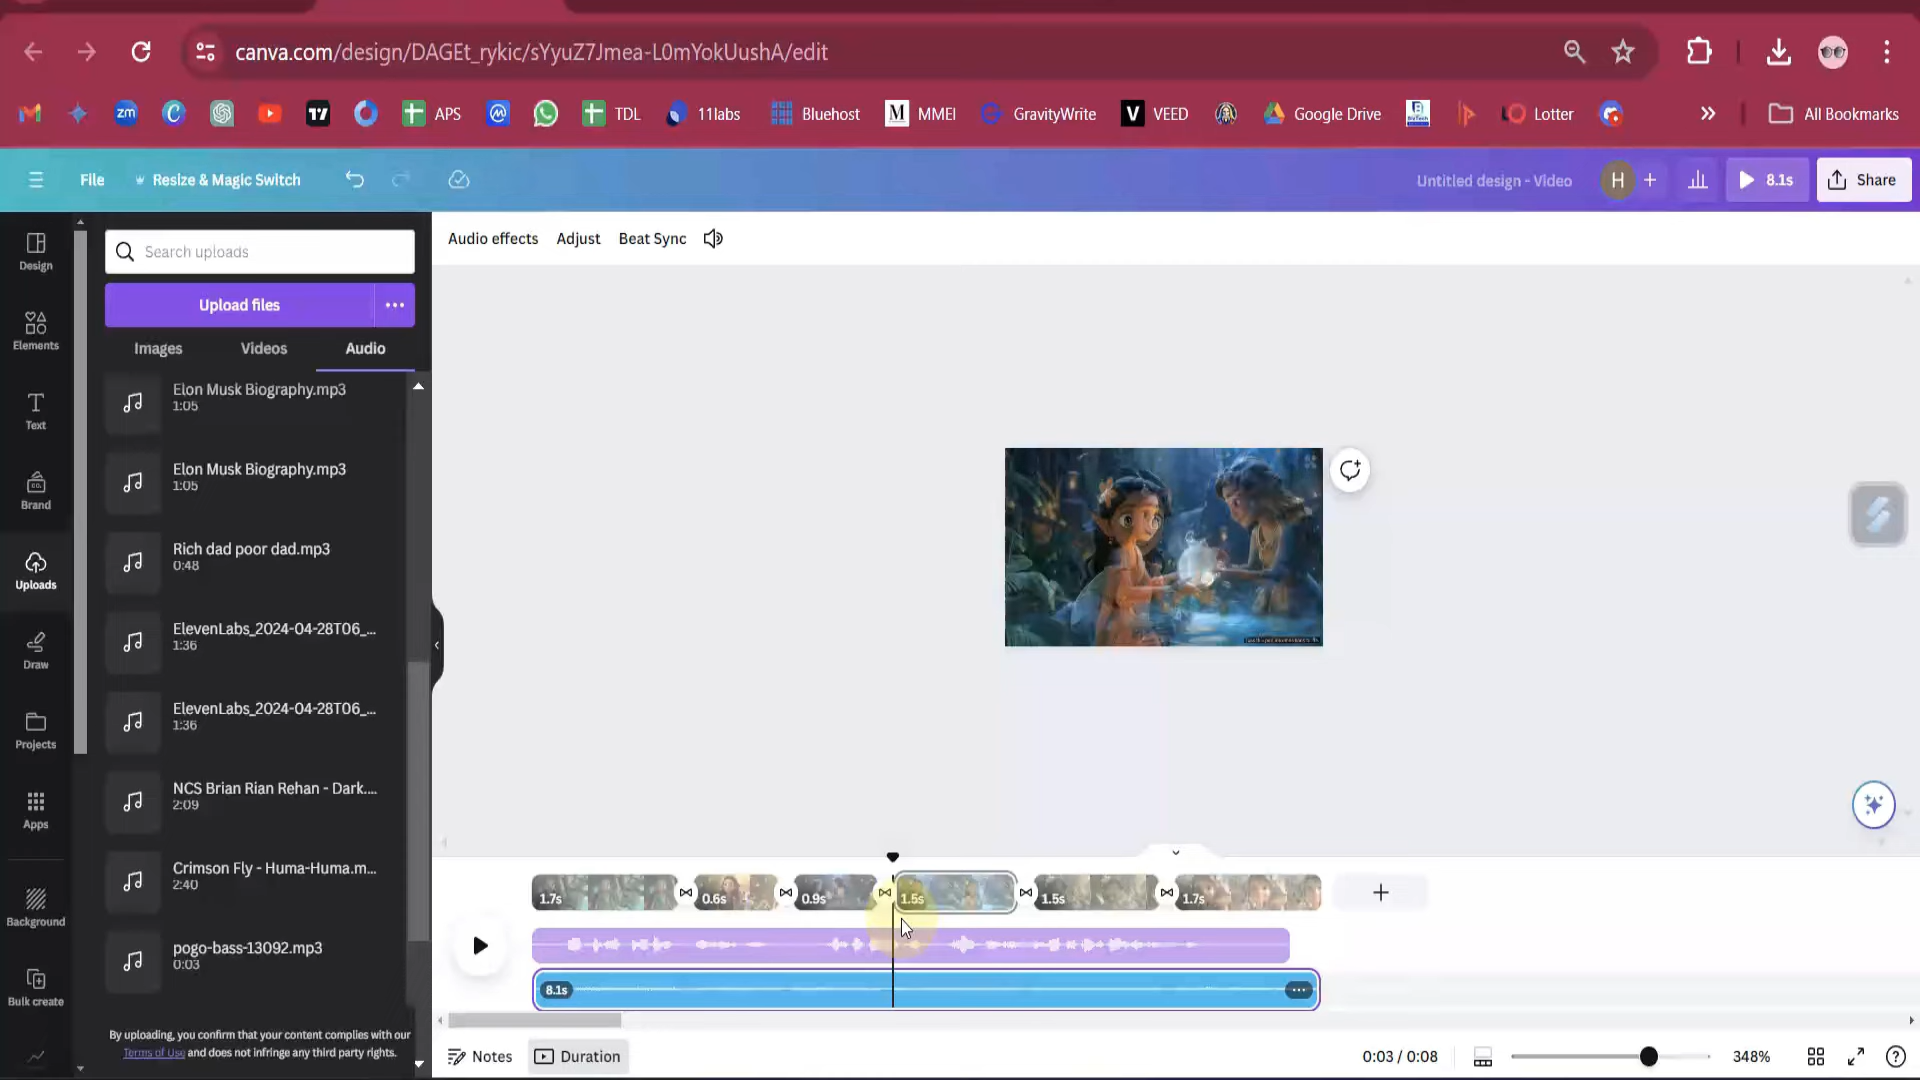 canva.com/design/DAGEt_rykic/sYyuZ7Jmea-L0mYokUushA/edit
zm
APS
11labs
TDL
Bluehost
M MMEI
GravityWrite
V VEED
Google Drive
Lotter
All Bookmarks
File
Resize & Magic Switch
Untitled design - Video
H
8.1s
Share
Design
Elements
Text
Brand
Uploads
Draw
Projects
Apps
Background
Bulk create
Search uploads
Upload files
Images
Videos
Audio
Elon Musk Biography.mp3
1:05
Elon Musk Biography.mp3
1:05
Rich dad poor dad.mp3
0:48
ElevenLabs_2024-04-28T06_...
1:36
ElevenLabs_2024-04-28T06_...
1:36
NCS Brian Rian Rehan - Dark....
2:09
Crimson Fly - Huma-Huma.m...
2:40
pogo-bass-13092.mp3
0:03
By uploading, you confirm that your content complies with our
Terms of Use and does not infringe any third party rights.
Audio effects
Adjust
Beat Sync
1.7s
0.6s
0.9s
1.5s
1.5s
1.7s
8.1s
Notes
Duration
0:03 / 0:08
348%